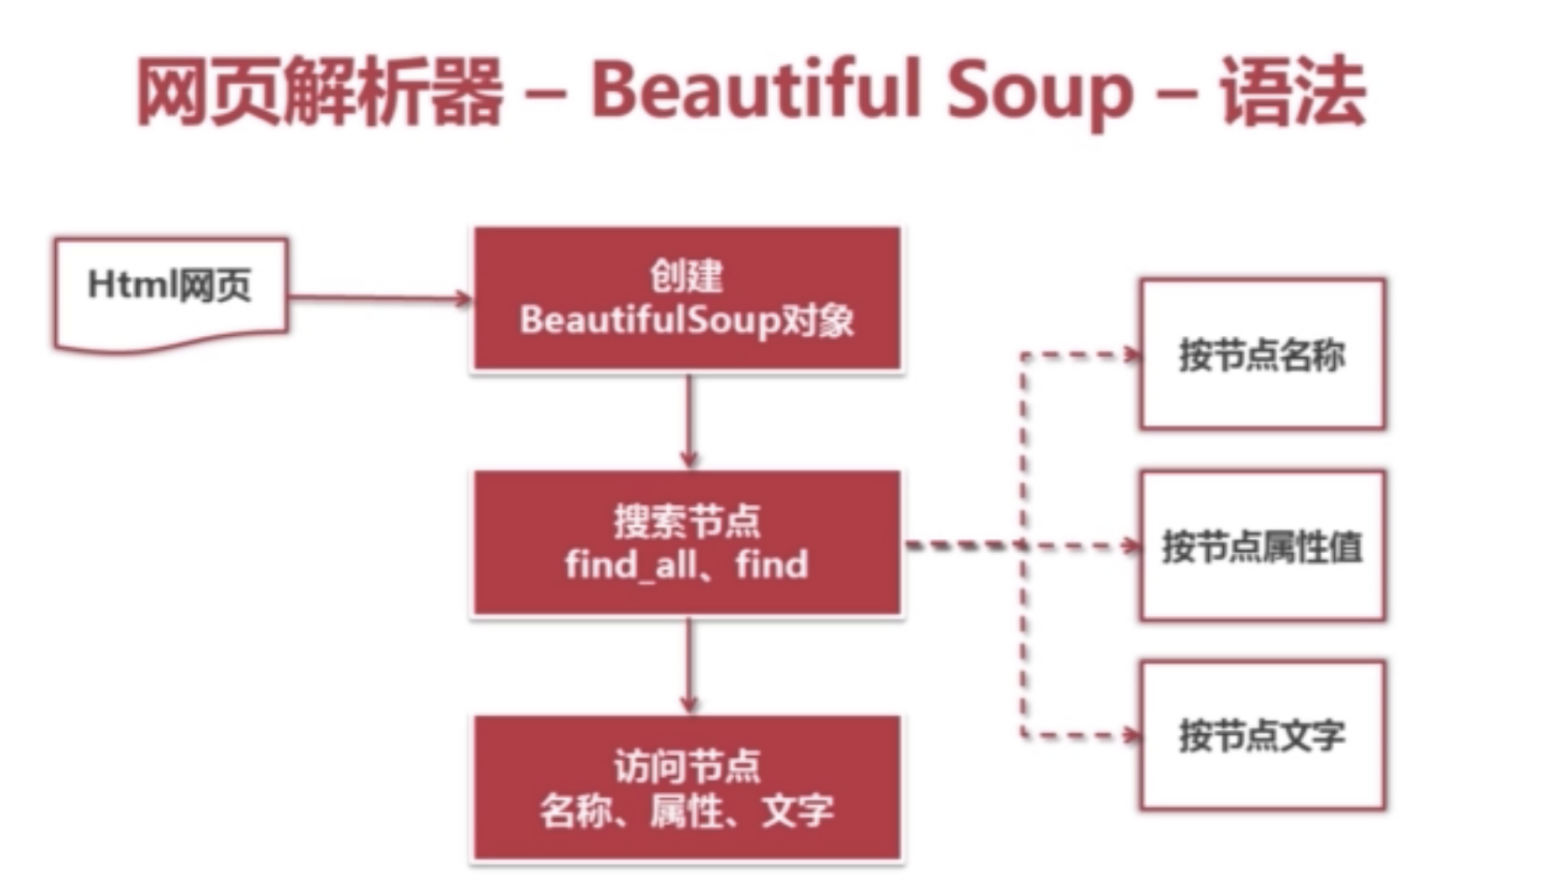 网页解析器 – Beautiful Soup – 语法
Html网页
创建
BeautifulSoup对象
搜索节点
find_all、find
访问节点
名称、属性、文字
按节点名称
按节点属性值
按节点文字